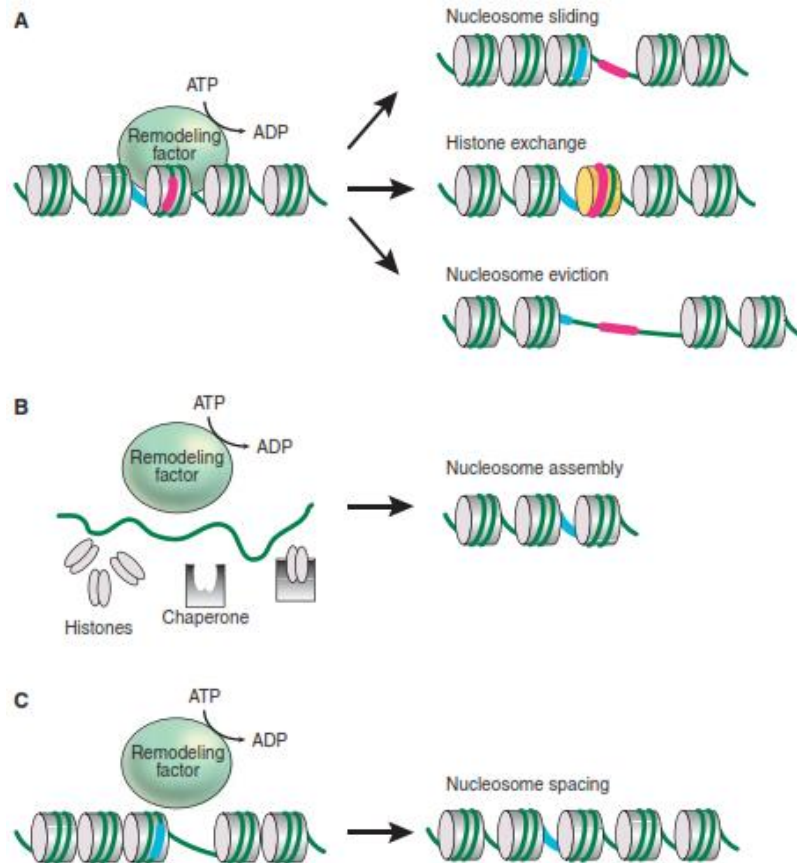 A
ATP
ADP
Remodeling
factor
Nucleosome sliding
Histone exchange
Nucleosome eviction
B
ATP
ADP
Remodeling
factor
Histones
Chaperone
Nucleosome assembly
C
ATP
ADP
Remodeling
factor
Nucleosome spacing